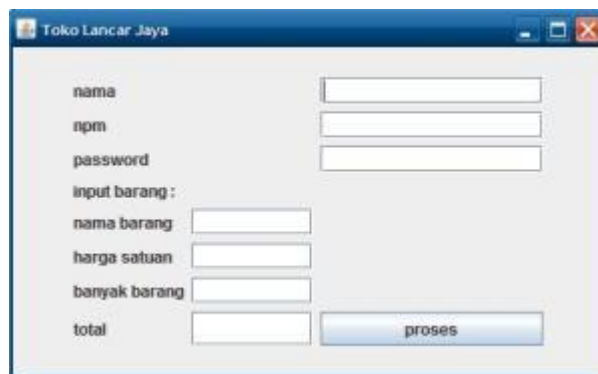 Toko Lancar Jaya
nama
npm
password
input barang :
nama barang
harga satuan
banyak barang
total
proses